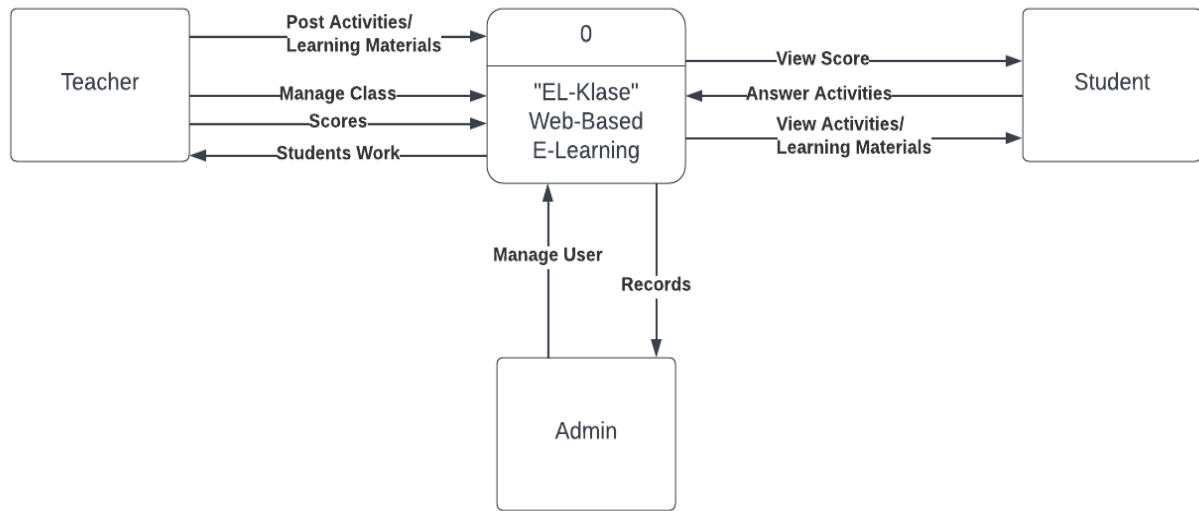 Teacher
Post Activities/
Learning Materials
Manage Class
Scores
Students Work
0
"EL-Klase"
Web-Based
E-Learning
View Score
Answer Activities
View Activities/
Learning Materials
Student
Manage User
Records
Admin